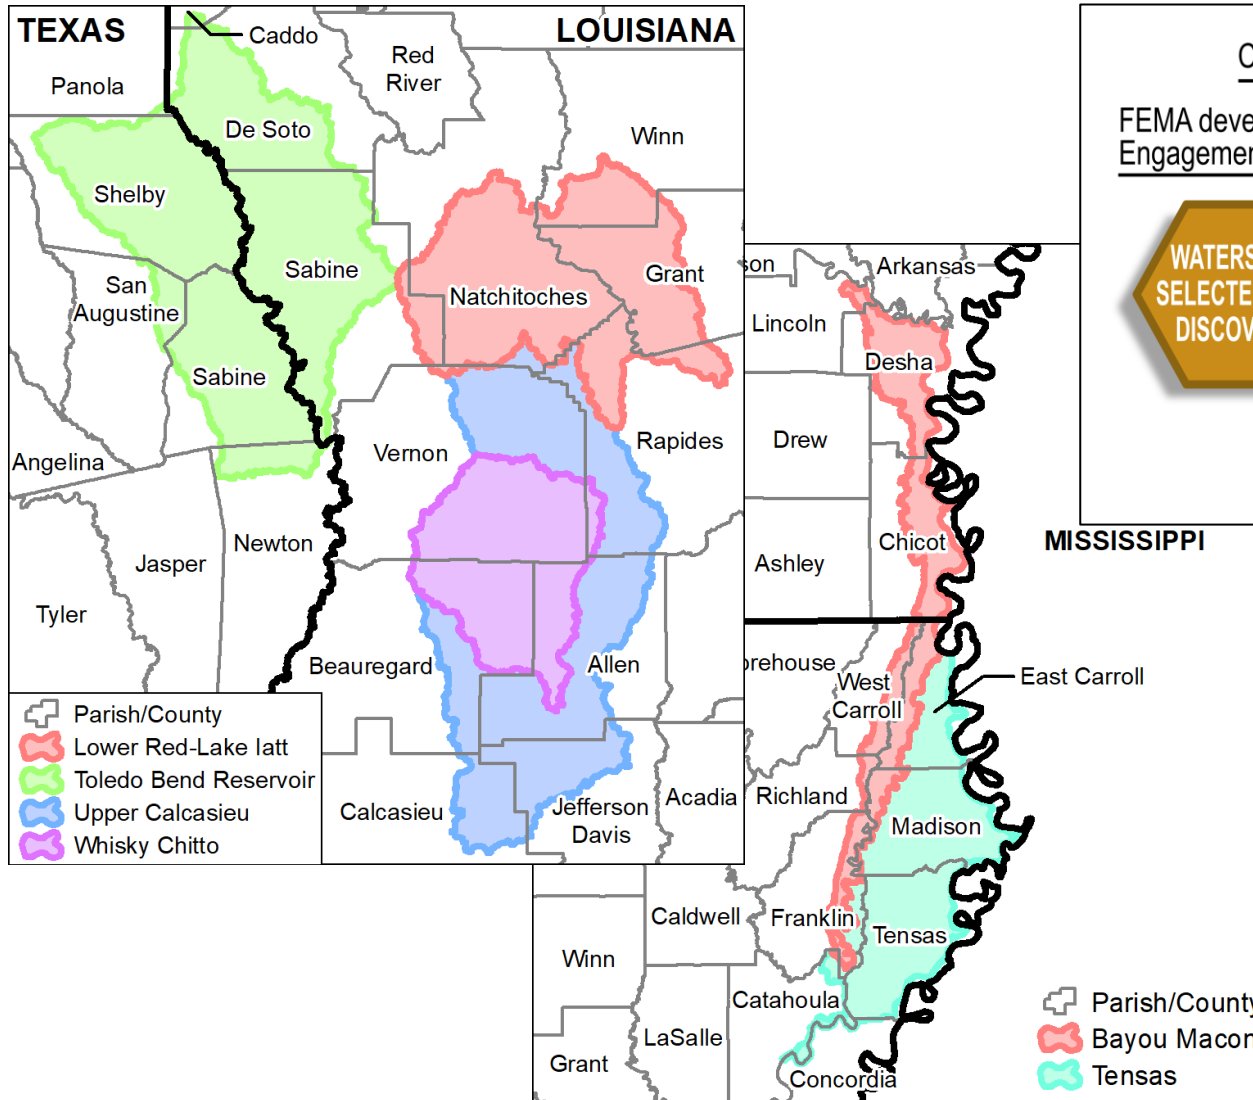 TEXAS
LOUISIANA
Caddo
Red
River
Panola
De Soto
Winn
Shelby
Sabine
San
Augustine
Natchitoches
Grant
Sabine
Vernon
Rapides
Angelina
Newton
Jasper
Tyler
Beauregard
Allen
Calcasieu
Jefferson
Davis
Acadia
Parish/County
Lower Red-Lake Iatt
Toledo Bend Reservoir
Upper Calcasieu
Whisky Chitto
son
Arkansas
Lincoln
Desha
Drew
Chicot
Ashley
MISSISSIPPI
orehouse
West
Carroll
East Carroll
Richland
Madison
Caldwell
Franklin
Tensas
Winn
Catahoula
LaSalle
Grant
Concordia
Parish/County
Bayou Macon
Tensas
C
FEMA deve
Engagemen
WATERS
SELECTE
DISCOV